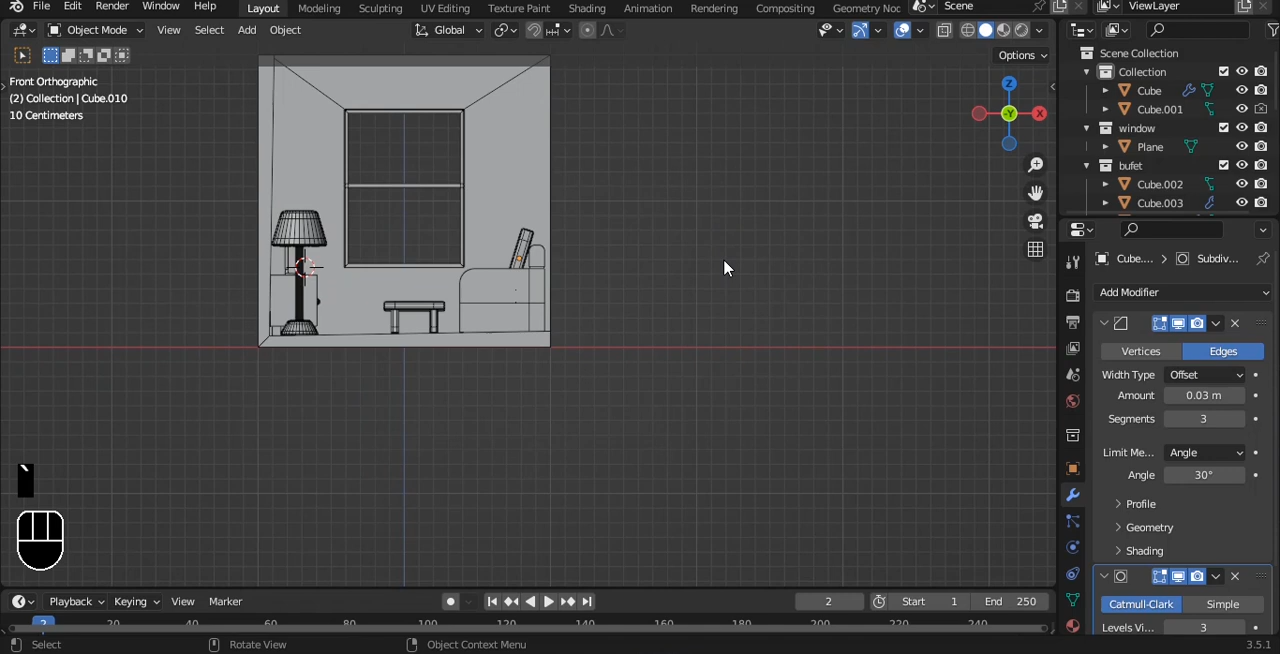 File Edit Render Window Help Layout Modeling Sculpting UV Editing Texture Paint Shading Animation Rendering Compositing Geometry Noc Scene ViewLayer
Object Mode View Select Add Object Global
Options
Front Orthographic
(2) Collection | Cube.010
10 Centimeters
Z
-Y
X
Scene Collection
Collection
Cube
Cube.001
window
Plane
bufet
Cube.002
Cube.003
Cube.... > Subdiv...
Add Modifier
Vertices Edges
Width Type Offset
Amount 0.03 m
Segments 3
Limit Me... Angle
Angle 30°
Profile
Geometry
Shading
Catmull-Clark Simple
Levels Vi... 3
`
Playback Keying View Marker 2 Start 1 End 250
2 20 40 60 80 100 120 140 160 180 200 220 240
Select Rotate View Object Context Menu 3.5.1